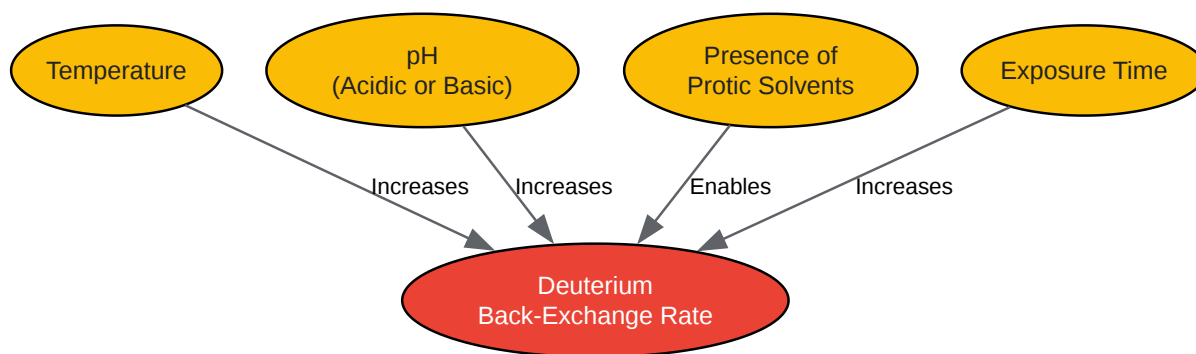 Temperature
pH
(Acidic or Basic)
Presence of
Protic Solvents
Exposure Time
Increases
Increases
Enables
Increases
Deuterium
Back-Exchange Rate